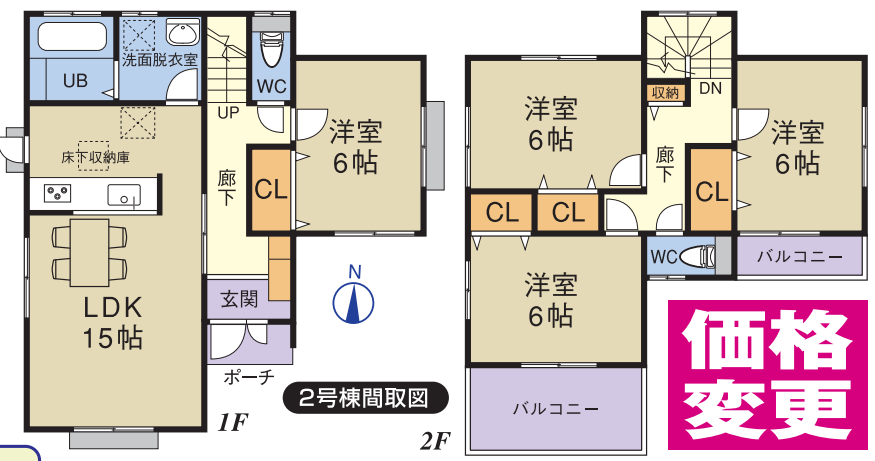 洗面脱衣室
UB
WC
UP
洋室
6帖
床下収納庫
廊下
CL
LDK
15帖
玄関
ポーチ
N
2号棟間取図
1F
洋室
6帖
収納
DN
廊下
洋室
6帖
CL
CL
CL
WC
バルコニー
洋室
6帖
バルコニー
2F
価格
変更